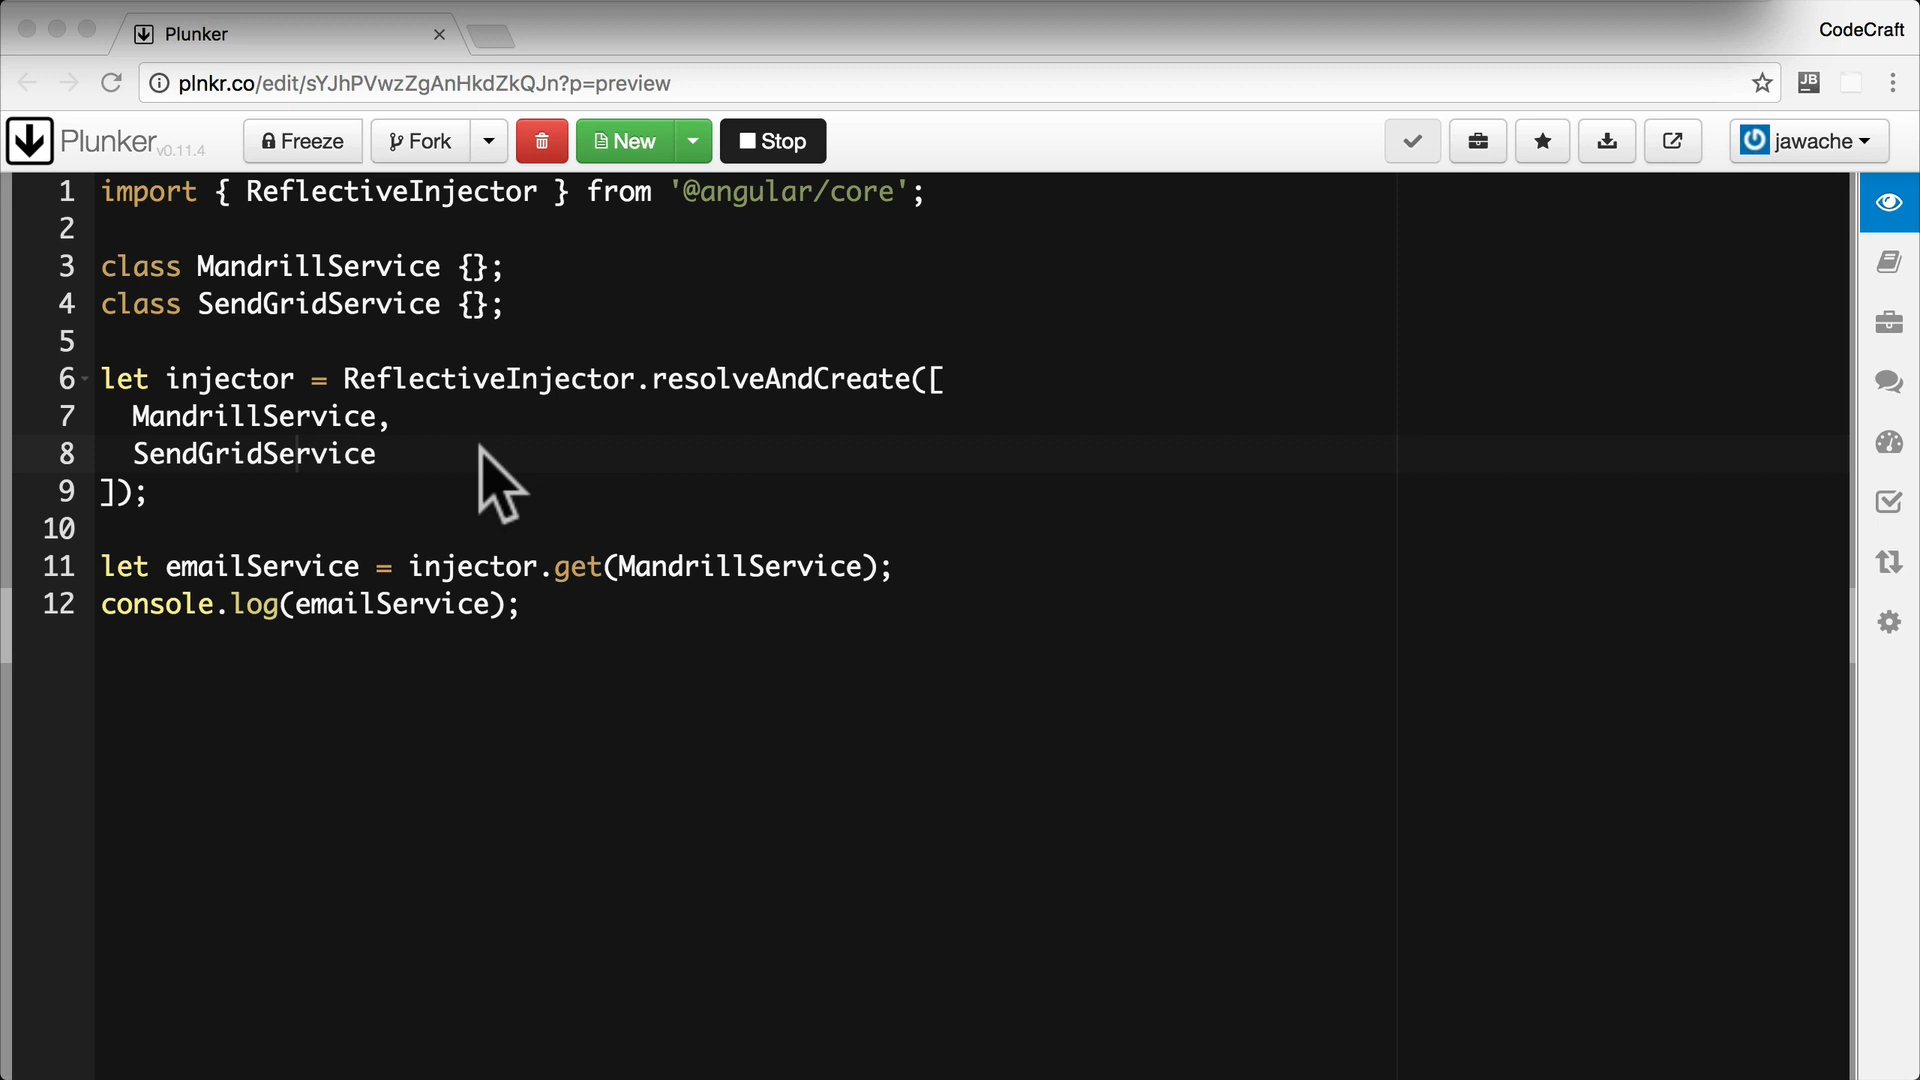 Plunker
CodeCraft
plnkr.co/edit/sYJhPVwzZgAnHkdZkQJn?p=preview
JB
Plunker v0.11.4
Freeze
Fork
New
Stop
jawache
1 import { ReflectiveInjector } from '@angular/core';
2
3 class MandrillService {};
4 class SendGridService {};
5
6 let injector = ReflectiveInjector.resolveAndCreate([
7 MandrillService,
8 SendGridService
9 ]);
10
11 let emailService = injector.get(MandrillService);
12 console.log(emailService);